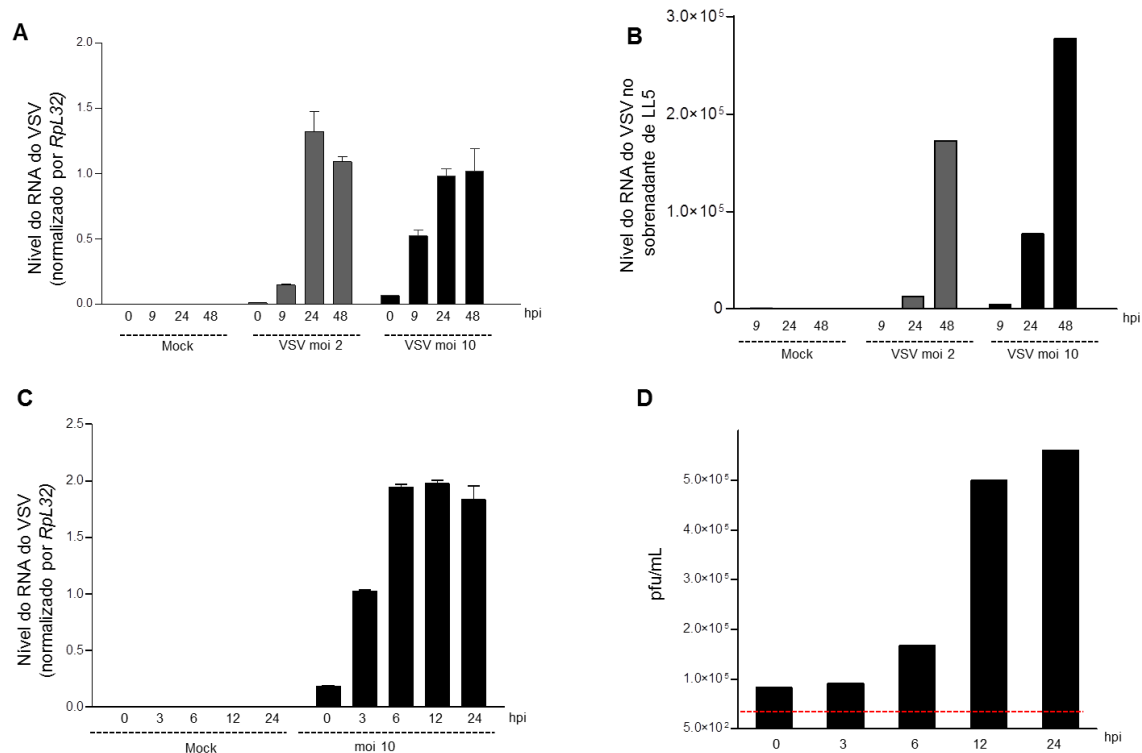 A
Nível do RNA do VSV
(normalizado por RpL32)
2.0
1.5
1.0
0.5
0.0
0 9 24 48 0 9 24 48 0 9 24 48 hpi
Mock VSV moi 2 VSV moi 10
B
Nível do RNA do VSV no
sobrenadante de LL5
3.0×10⁵
2.0×10⁵
1.0×10⁵
0
9 24 48 9 24 48 9 24 48 hpi
Mock VSV moi 2 VSV moi 10
C
Nível do RNA do VSV
(normalizado por RpL32)
2.5
2.0
1.5
1.0
0.5
0.0
0 3 6 12 24 0 3 6 12 24 hpi
Mock moi 10
D
pfu/mL
5.0×10⁵
4.0×10⁵
3.0×10⁵
2.0×10⁵
1.0×10⁵
5.0×10²
0 3 6 12 24 hpi